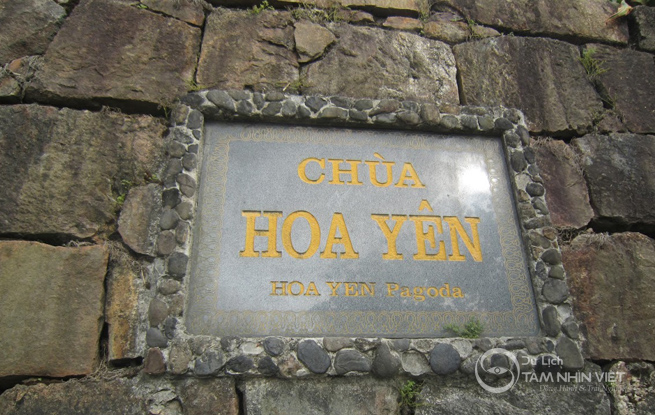 CHÙA
HOA YÊN
HOA YEN Pagoda
Du Lịch
TẦM NHÌN VIỆT